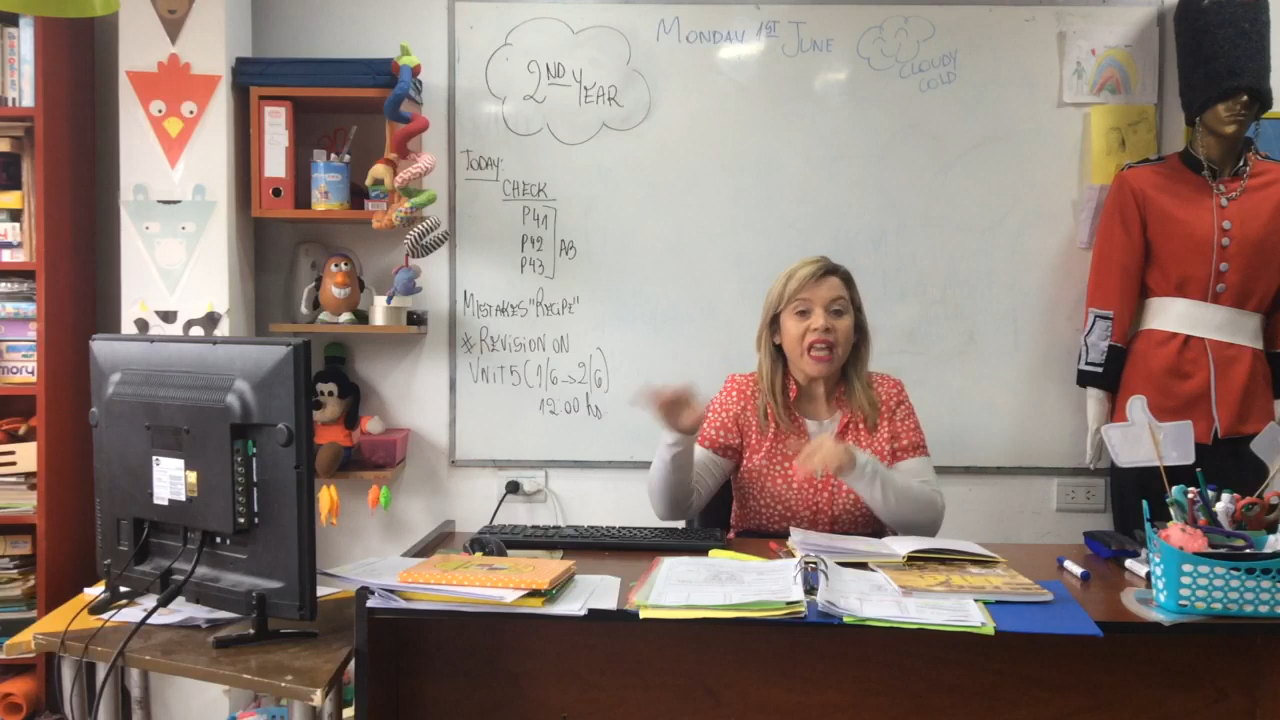 2ND YEAR
MONDAY 1ST JUNE
CLOUDY
COLD
TODAY:
CHECK
P41
P42
P43
AB
MISTAKES "RECIPE"
* REVISION ON
UNIT 5 (1/6 → 2/6)
12:00 hs
mory